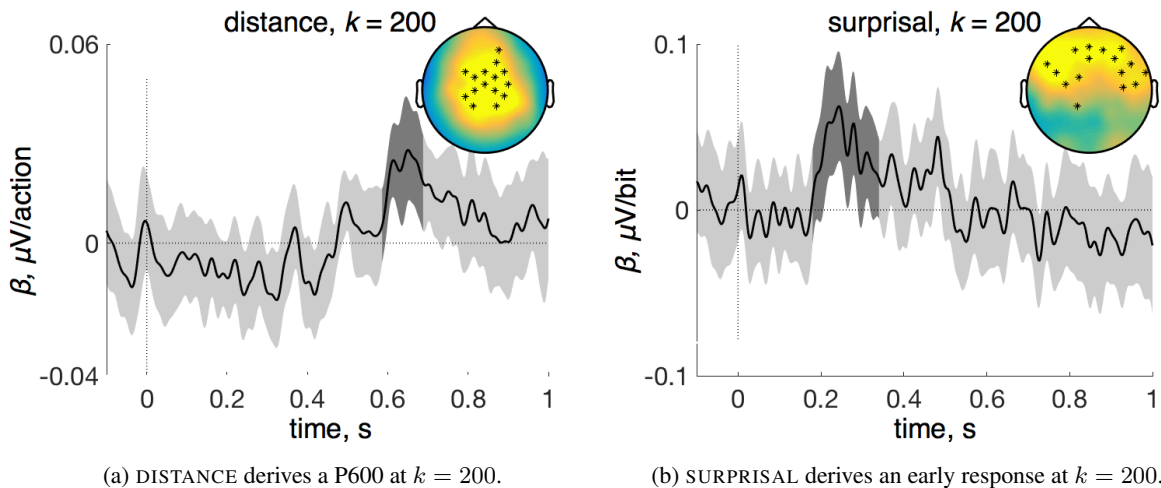 distance, k = 200
0.06
0
-0.04
β, μV/action
0 0.2 0.4 0.6 0.8 1
time, s
(a) DISTANCE derives a P600 at k = 200.
surprisal, k = 200
0.1
0
-0.1
β, μV/bit
0 0.2 0.4 0.6 0.8 1
time, s
(b) SURPRISAL derives an early response at k = 200.